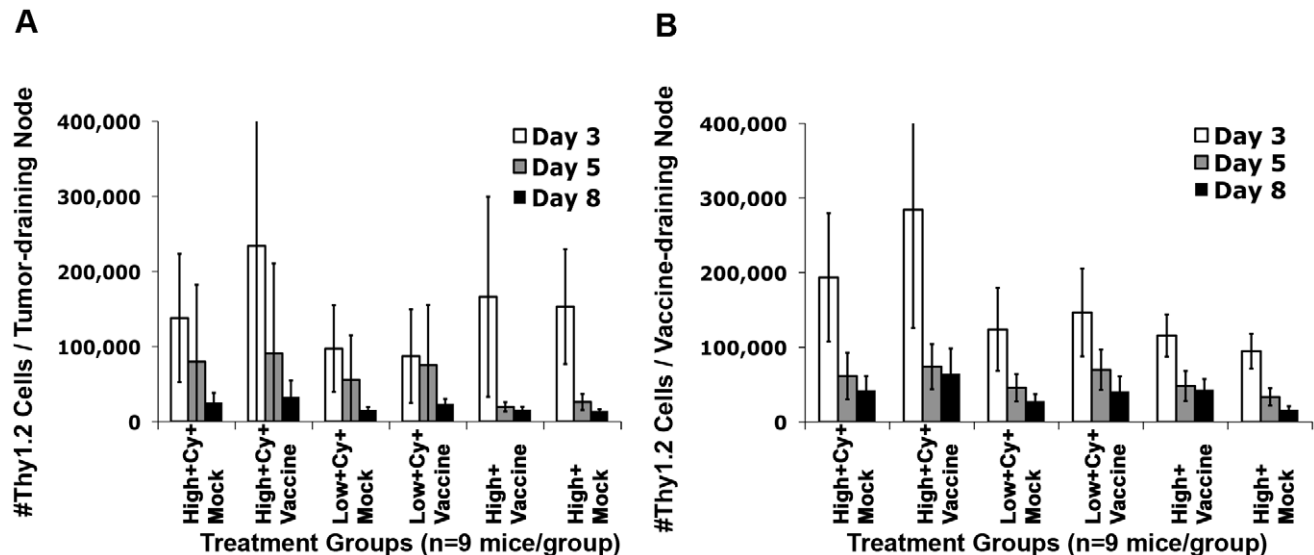 A
#Thy1.2 Cells / Tumor-draining Node
400,000
300,000
200,000
100,000
0
Day 3
Day 5
Day 8
High+Cy+
Mock
High+Cy+
Vaccine
Low+Cy+
Mock
Low+Cy+
Vaccine
High+
Vaccine
High+
Mock
Treatment Groups (n=9 mice/group)
B
#Thy1.2 Cells / Vaccine-draining Node
400,000
300,000
200,000
100,000
0
Day 3
Day 5
Day 8
High+Cy+
Mock
High+Cy+
Vaccine
Low+Cy+
Mock
Low+Cy+
Vaccine
High+
Vaccine
High+
Mock
Treatment Groups (n=9 mice/group)